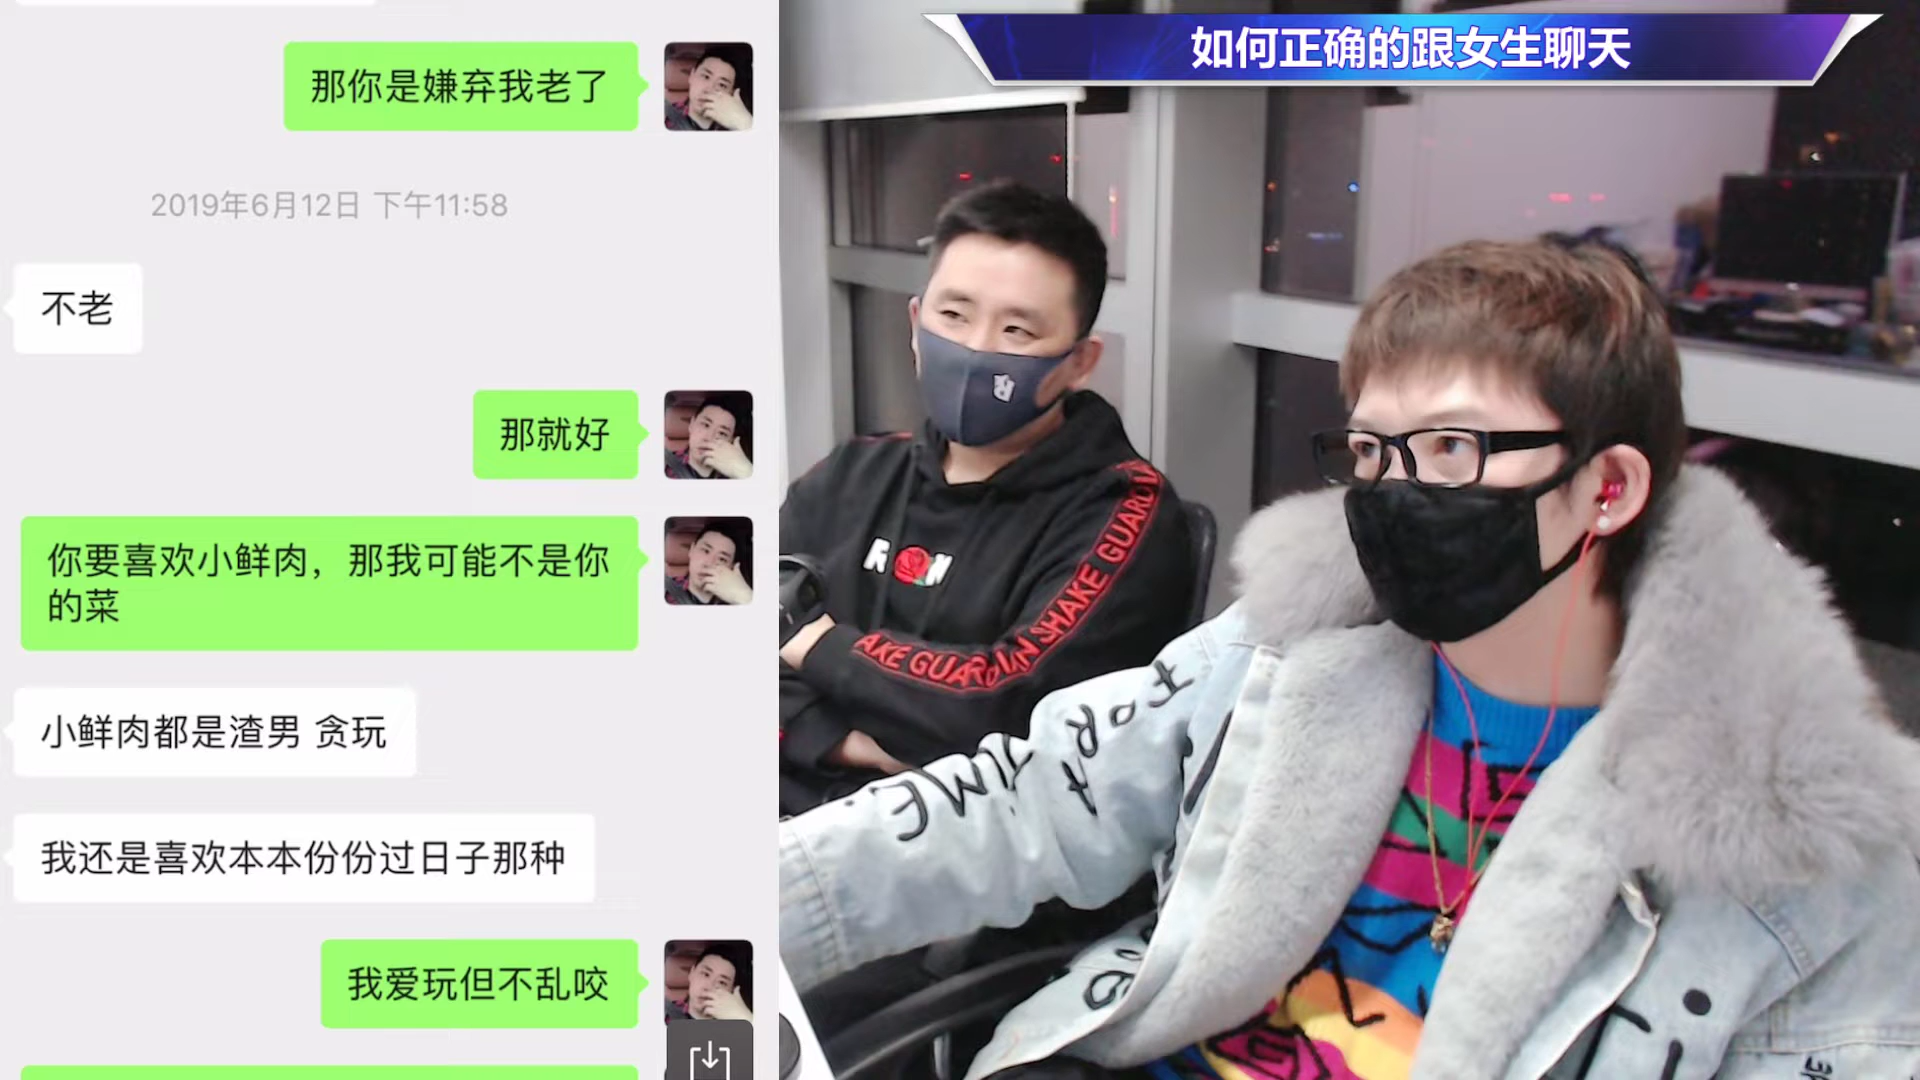 那你是嫌弃我老了
2019年6月12日 下午11:58
不老
那就好
你要喜欢小鲜肉，那我可能不是你
的菜
小鲜肉都是渣男 贪玩
我还是喜欢本本份份过日子那种
我爱玩但不乱咬
如何正确的跟女生聊天
AKE GUARDIAN SHAKE GUARDIAN